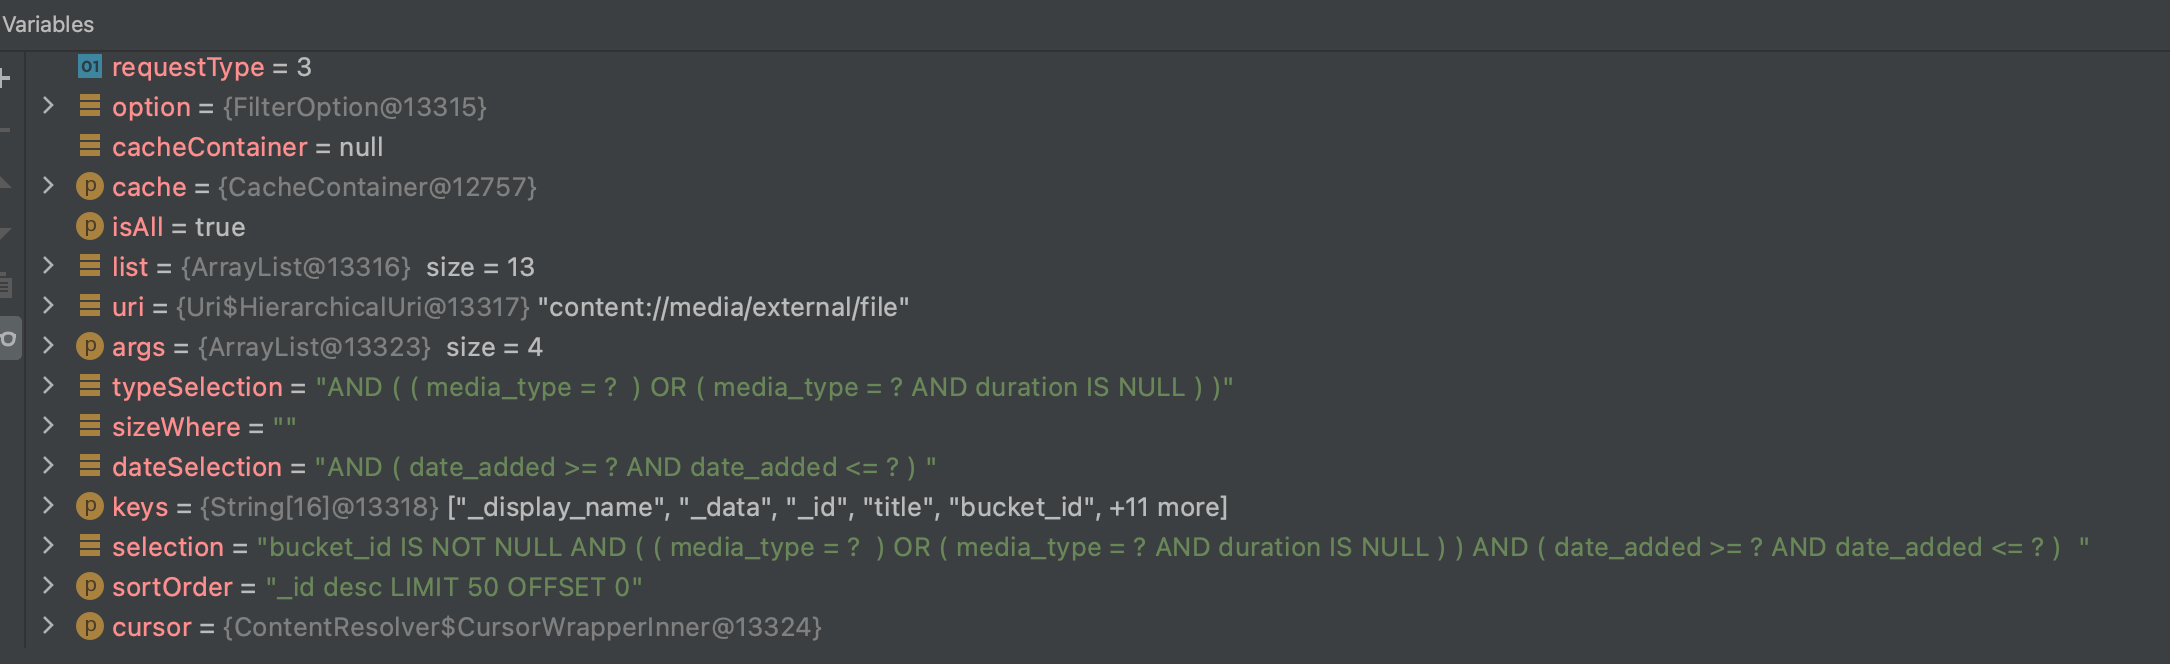 Variables
01 requestType = 3
option = {FilterOption@13315}
cacheContainer = null
p cache = {CacheContainer@12757}
p isAll = true
list = {ArrayList@13316} size = 13
uri = {Uri$HierarchicalUri@13317} "content://media/external/file"
p args = {ArrayList@13323} size = 4
typeSelection = "AND ( ( media_type = ?  ) OR ( media_type = ? AND duration IS NULL ) )"
sizeWhere = ""
dateSelection = "AND ( date_added >= ? AND date_added <= ? ) "
p keys = {String[16]@13318} ["_display_name", "_data", "_id", "title", "bucket_id", +11 more]
selection = "bucket_id IS NOT NULL AND ( ( media_type = ?  ) OR ( media_type = ? AND duration IS NULL ) ) AND ( date_added >= ? AND date_added <= ? )  "
p sortOrder = "_id desc LIMIT 50 OFFSET 0"
p cursor = {ContentResolver$CursorWrapperInner@13324}